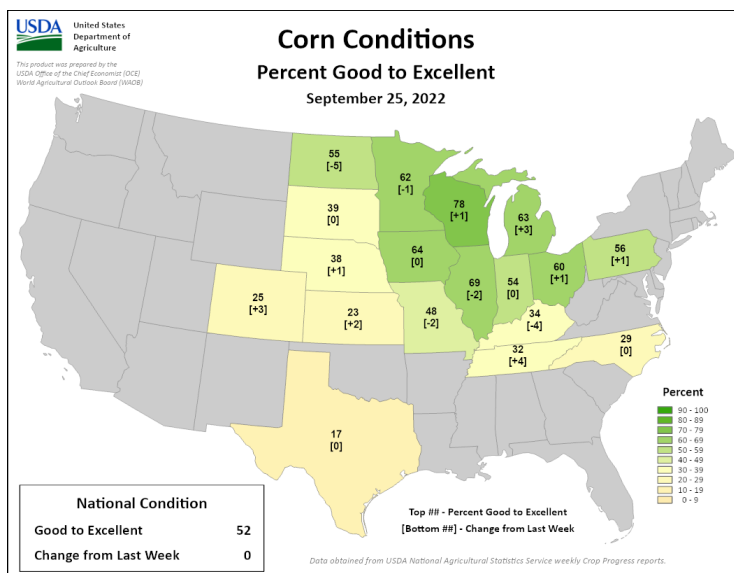 USDA
United States
Department of
Agriculture
This product was prepared by the
USDA Office of the Chief Economist (OCE)
World Agricultural Outlook Board (WAOB)
Corn Conditions
Percent Good to Excellent
September 25, 2022
55
[-5]
62
[-1]
78
[+1]
63
[+3]
39
[0]
38
[+1]
64
[0]
69
[-2]
54
[0]
60
[+1]
56
[+1]
25
[+3]
23
[+2]
48
[-2]
34
[-4]
32
[+4]
29
[0]
17
[0]
Percent
90 - 100
80 - 89
70 - 79
60 - 69
50 - 59
40 - 49
30 - 39
20 - 29
10 - 19
0 - 9
National Condition
Good to Excellent 52
Change from Last Week 0
Top ## - Percent Good to Excellent
[Bottom ##] - Change from Last Week
Data obtained from USDA National Agricultural Statistics Service weekly Crop Progress reports.